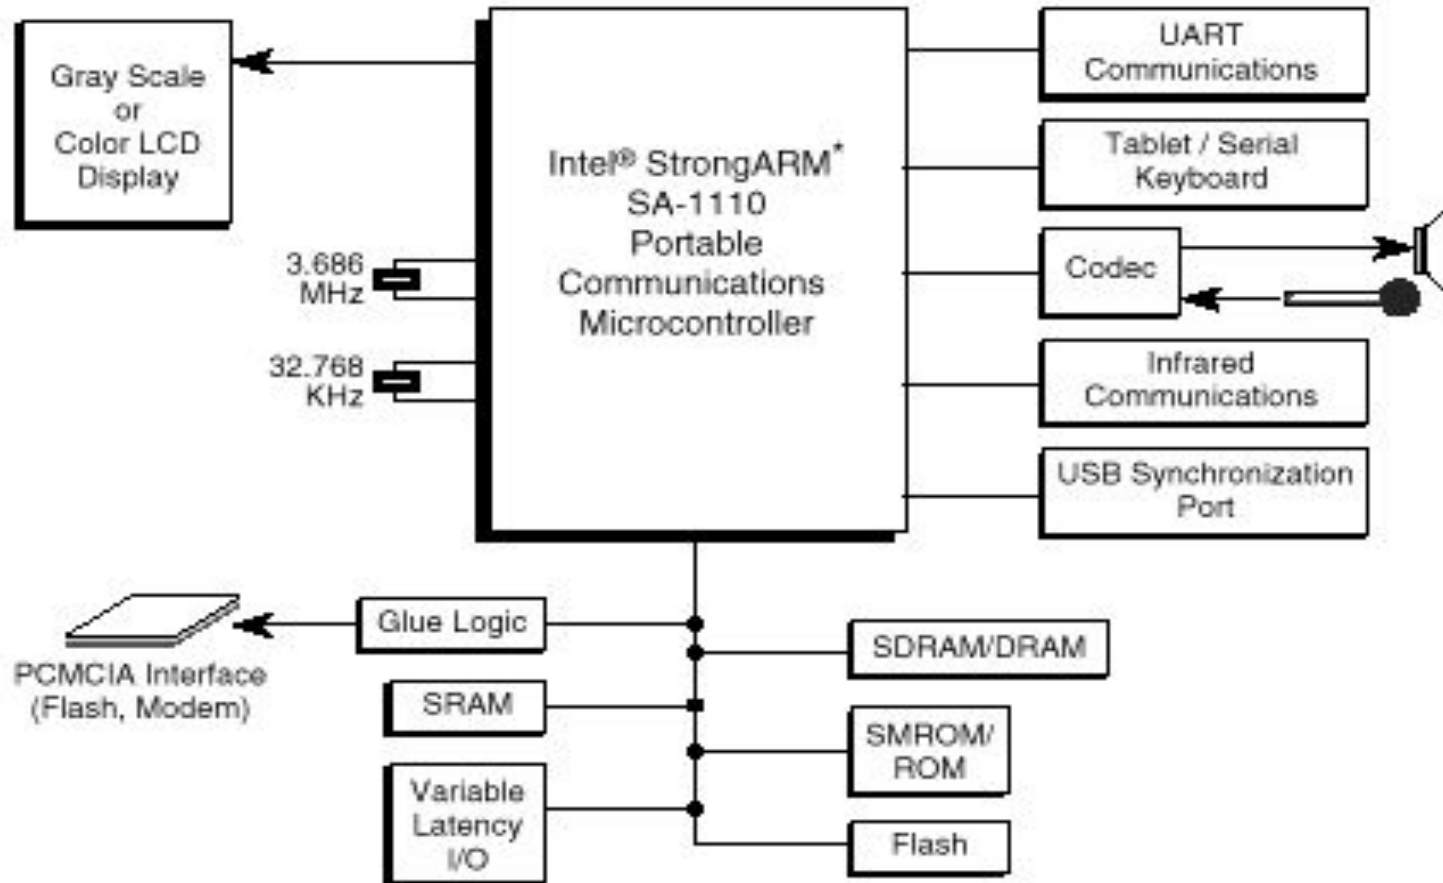 Gray Scale
or
Color LCD
Display
Intel® StrongARM*
SA-1110
Portable
Communications
Microcontroller
3.686
MHz
32.768
KHz
UART
Communications
Tablet / Serial
Keyboard
Codec
Infrared
Communications
USB Synchronization
Port
Glue Logic
PCMCIA Interface
(Flash, Modem)
SRAM
Variable
Latency
I/O
SDRAM/DRAM
SMROM/
ROM
Flash